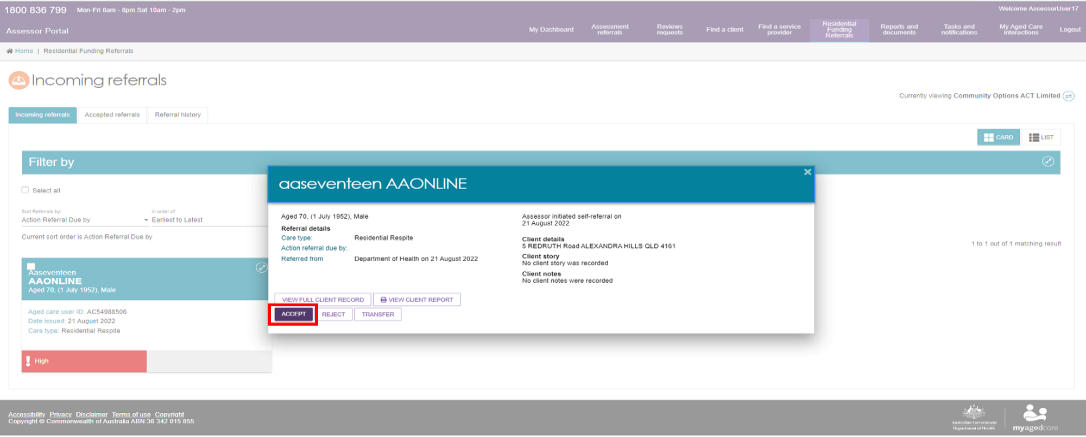 1800 836 799 Mon-Fri 8am - 8pm Sat 10am - 2pm
Welcome AssessorUser17
Assessor Portal
My Dashboard
Assessment referrals
Reviews requests
Find a client
Find a service provider
Residential Funding Referrals
Reports and documents
Tasks and notifications
My Aged Care interactions
Logout
Home | Residential Funding Referrals
Incoming referrals
Currently viewing Community Options ACT Limited
Incoming referrals
Accepted referrals
Referral history
CARD
LIST
Filter by
Select all
Sort Referrals by:
Action Referral Due by
in order of:
Earliest to Latest
Current sort order is Action Referral Due by
1 to 1 out of 1 matching result
Aaseventeen
AAONLINE
Aged 70, (1 July 1952), Male
Aged care user ID: AC54988506
Date issued: 21 August 2022
Care type: Residential Respite
High
aaseventeen AAONLINE
Aged 70, (1 July 1952), Male
Referral details
Care type: Residential Respite
Action referral due by:
Referred from Department of Health on 21 August 2022
Assessor initiated self-referral on
21 August 2022
Client details
5 REDRUTH Road ALEXANDRA HILLS QLD 4161
Client story
No client story was recorded
Client notes
No client notes were recorded
VIEW FULL CLIENT RECORD
VIEW CLIENT REPORT
ACCEPT
REJECT
TRANSFER
Accessibility Privacy Disclaimer Terms of use Copyright
Copyright © Commonwealth of Australia ABN:36 342 015 855
Australian Government
Department of Health
myagedcare